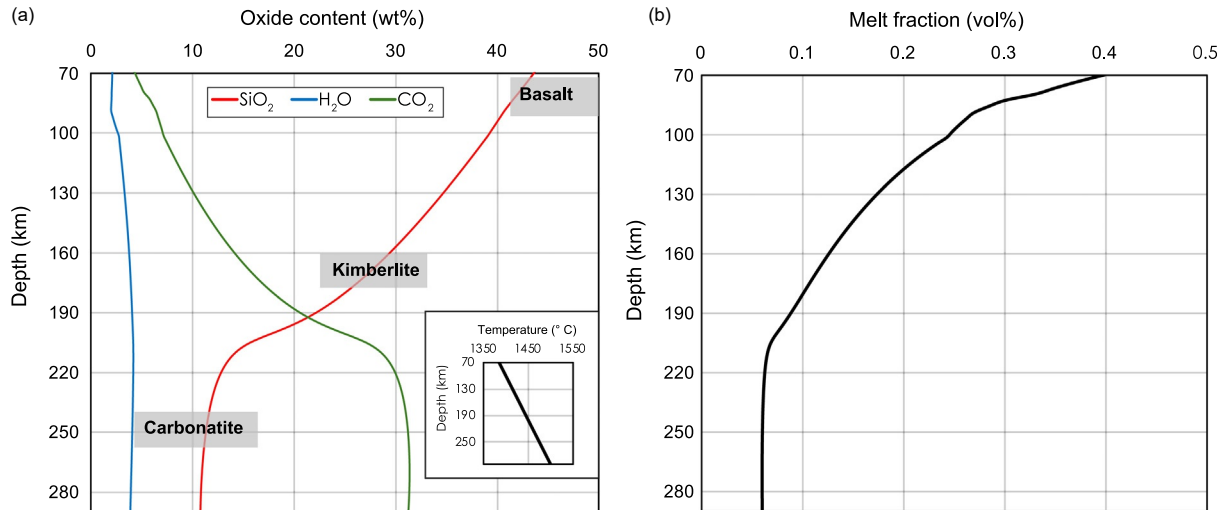 (a)
Oxide content (wt%)
0 10 20 30 40 50
Depth (km)
70
100
130
160
190
220
250
280
SiO₂ H₂O CO₂
Basalt
Kimberlite
Carbonatite
Temperature (° C)
1350 1450 1550
Depth (km)
70
130
190
250
(b)
Melt fraction (vol%)
0 0.1 0.2 0.3 0.4 0.5
Depth (km)
70
100
130
160
190
220
250
280